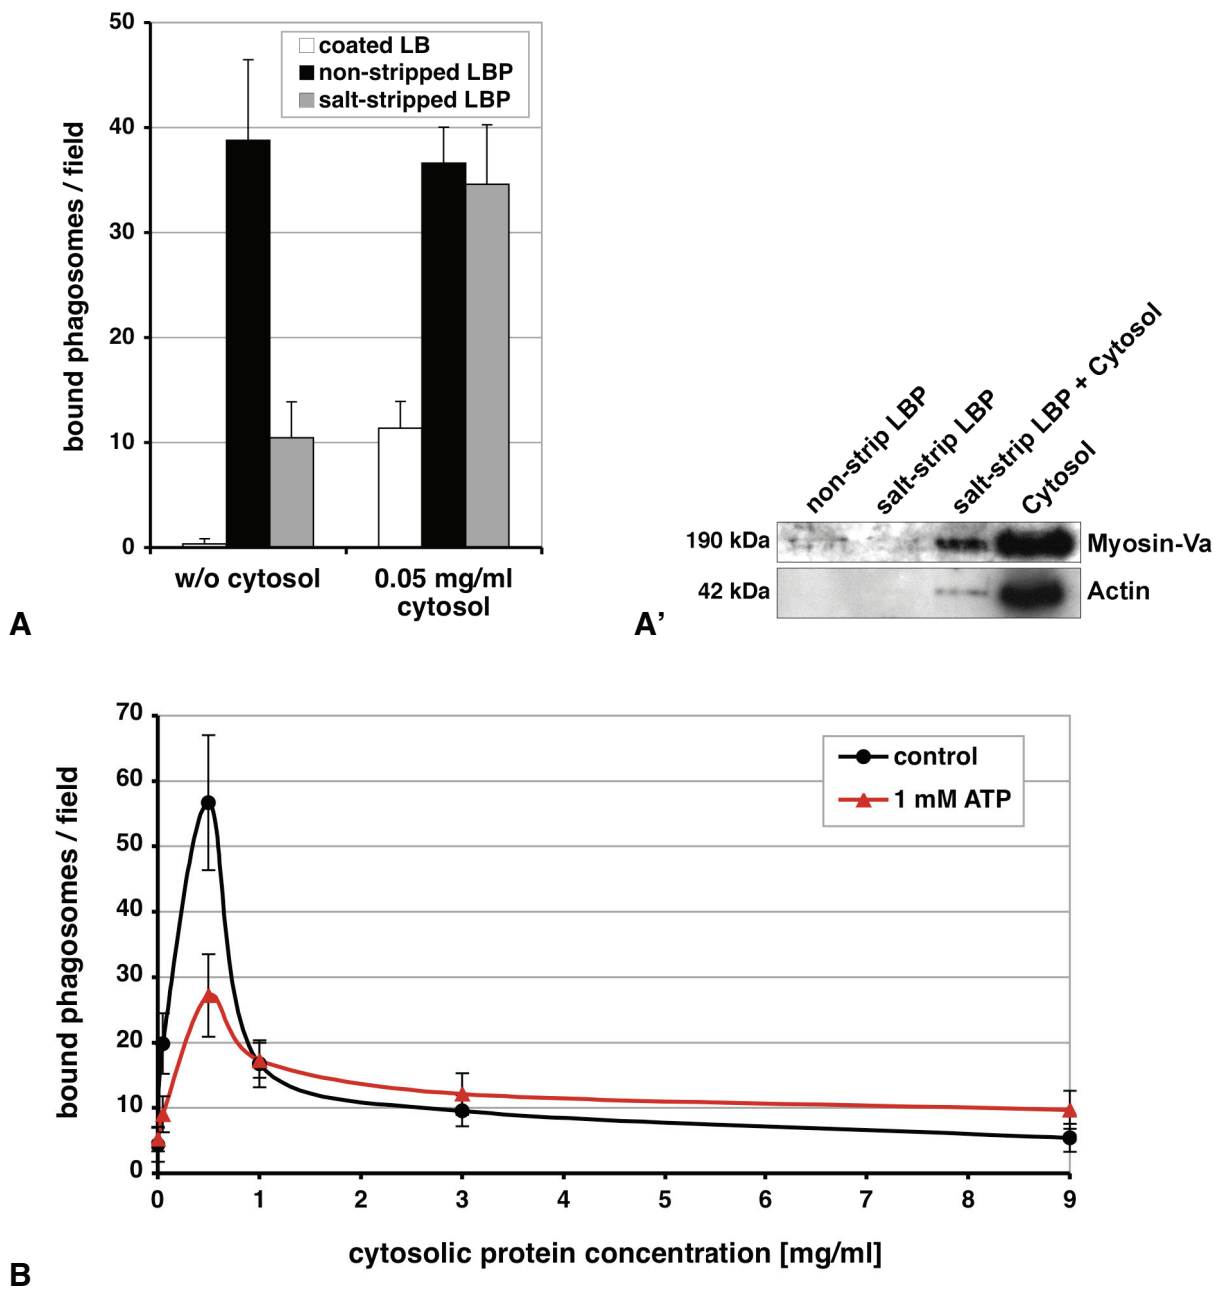 50
40
30
20
10
0
bound phagosomes / field
coated LB
non-stripped LBP
salt-stripped LBP
w/o cytosol
0.05 mg/ml
cytosol
A
non-strip LBP
salt-strip LBP
salt-strip LBP + Cytosol
Cytosol
190 kDa
Myosin-Va
42 kDa
Actin
A’
70
60
50
40
30
20
10
0
bound phagosomes / field
control
1 mM ATP
0 1 2 3 4 5 6 7 8 9
cytosolic protein concentration [mg/ml]
B